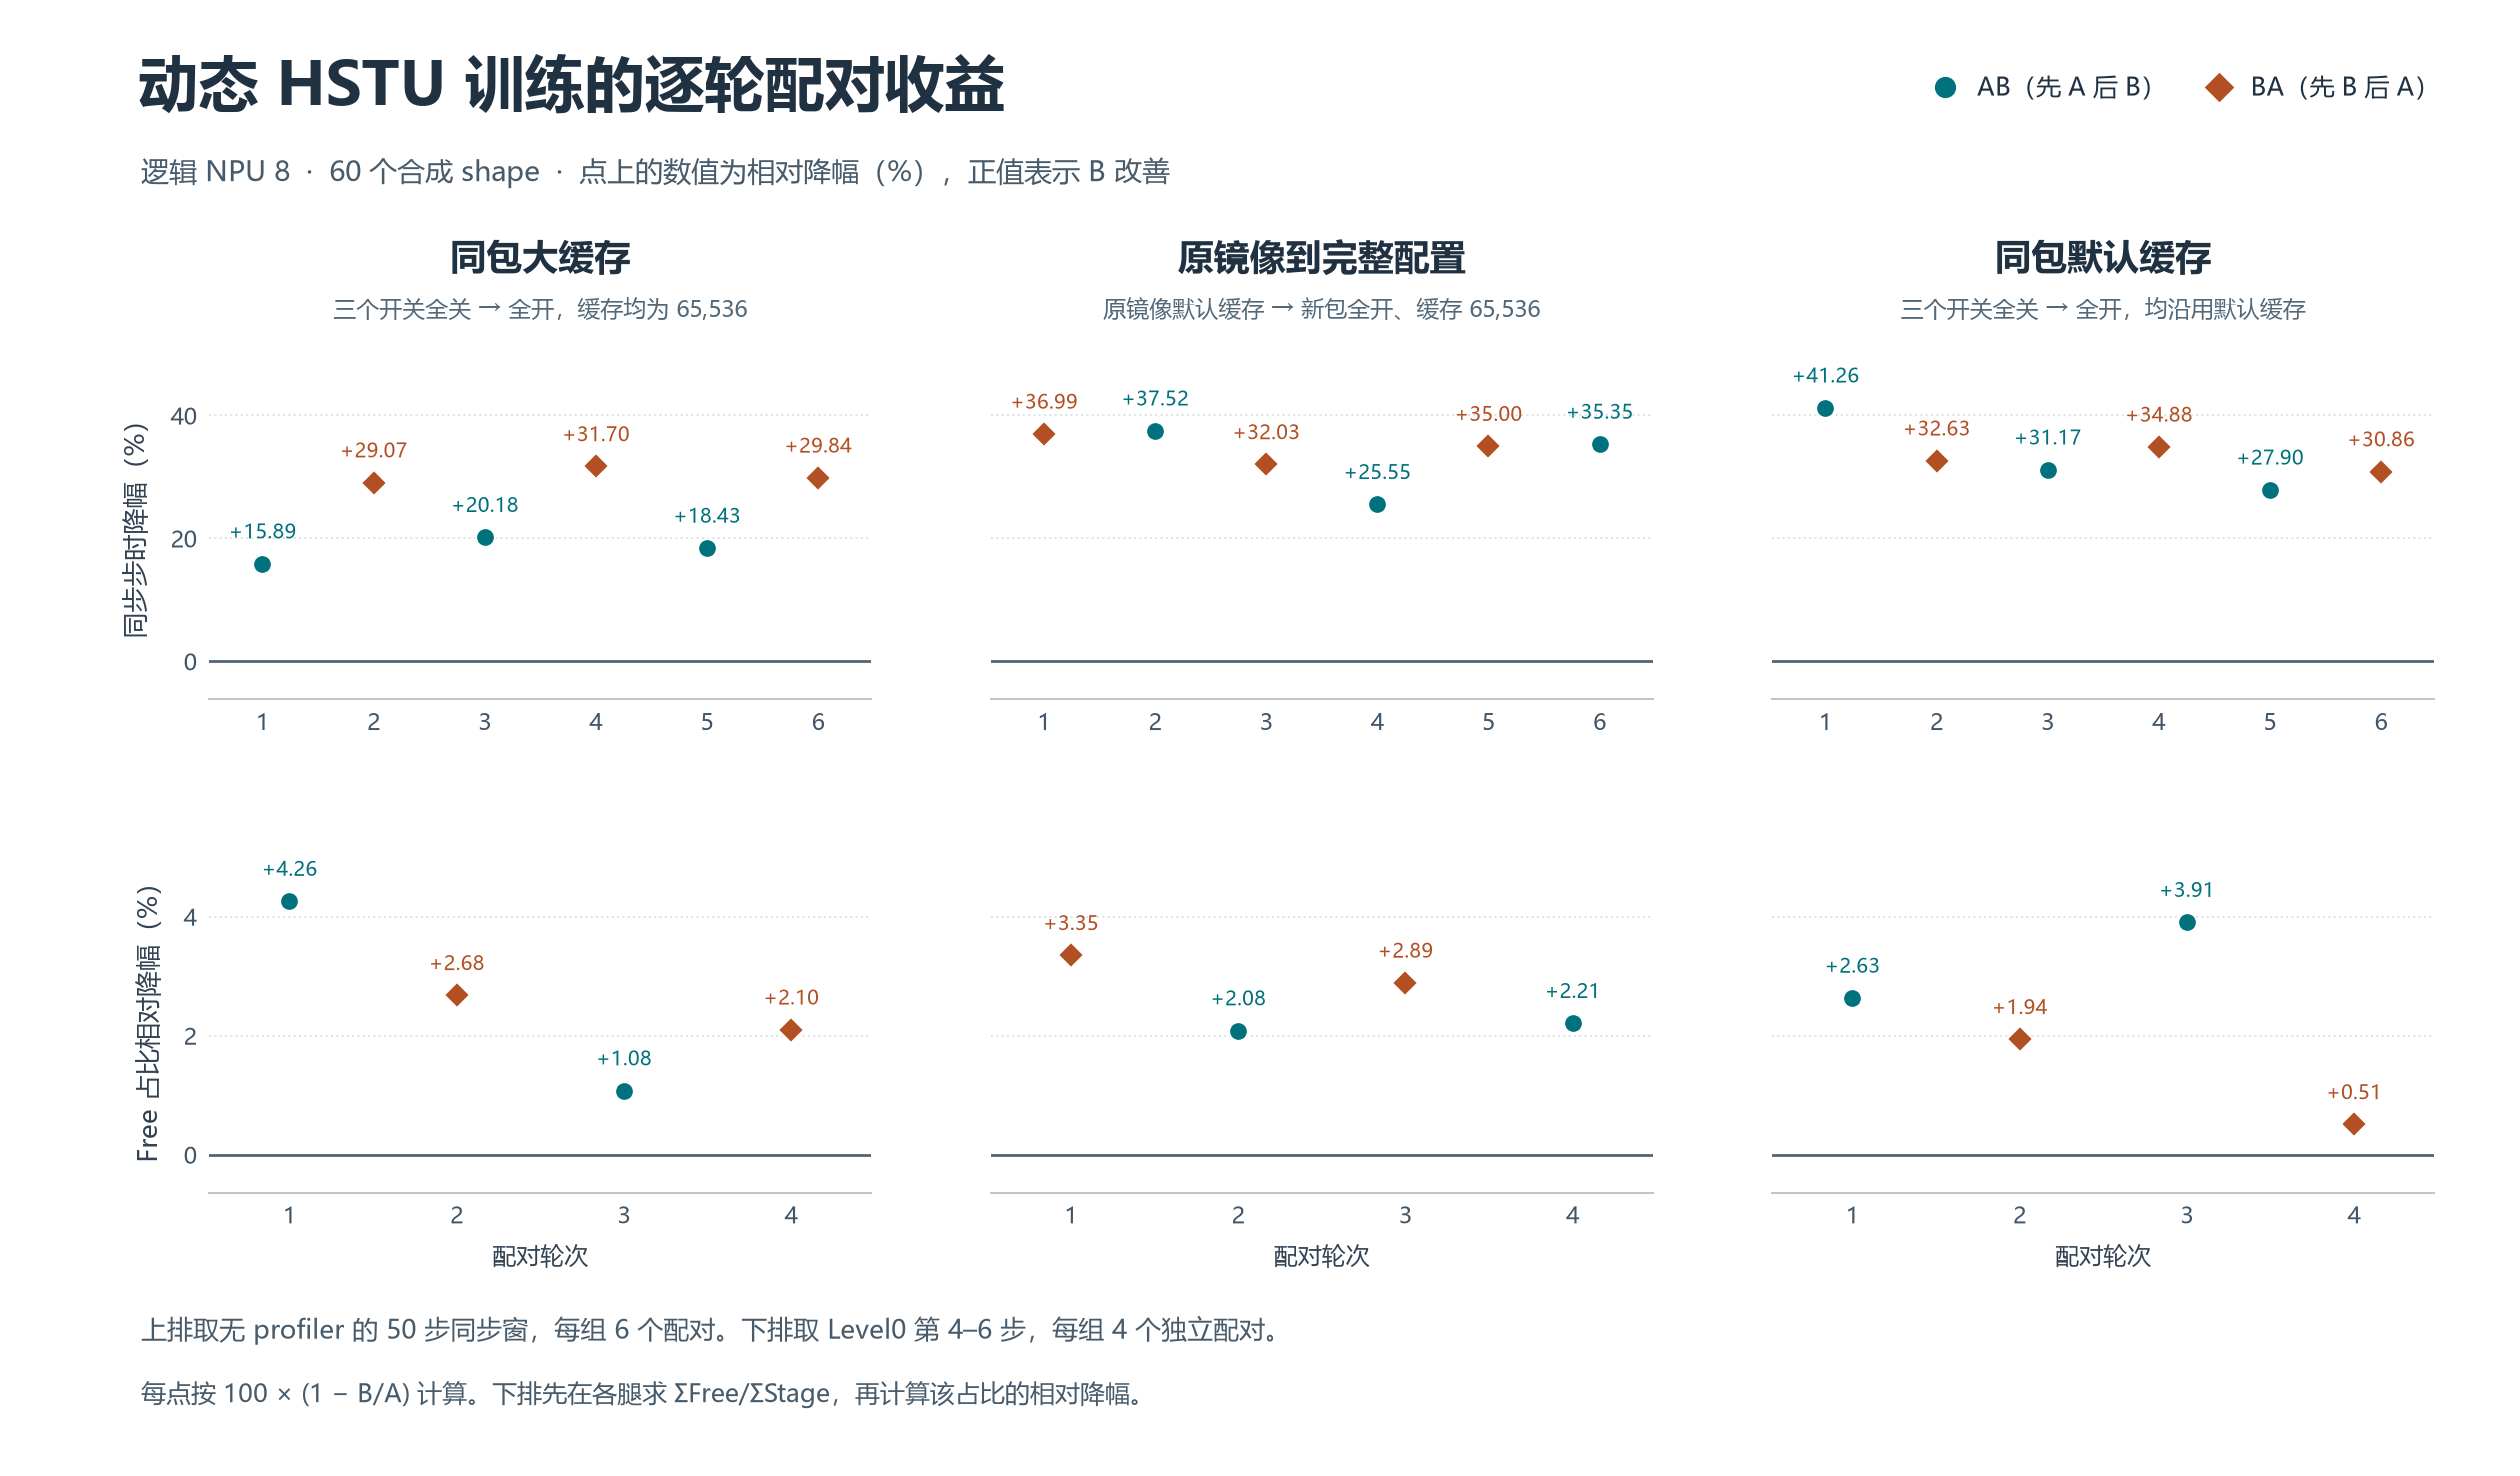 动态 HSTU 训练的逐轮配对收益
AB（先 A 后 B） BA（先 B 后 A）
逻辑 NPU 8 · 60 个合成 shape · 点上的数值为相对降幅（%），正值表示 B 改善
同包大缓存
三个开关全关 → 全开，缓存均为 65,536
原镜像到完整配置
原镜像默认缓存 → 新包全开、缓存 65,536
同包默认缓存
三个开关全关 → 全开，均沿用默认缓存
同步步时降幅（%）
40
20
0
+15.89
+29.07
+20.18
+31.70
+18.43
+29.84
1 2 3 4 5 6
+36.99
+37.52
+32.03
+25.55
+35.00
+35.35
1 2 3 4 5 6
+41.26
+32.63
+31.17
+34.88
+27.90
+30.86
1 2 3 4 5 6
Free 占比相对降幅（%）
4
2
0
+4.26
+2.68
+1.08
+2.10
1 2 3 4
配对轮次
+3.35
+2.08
+2.89
+2.21
1 2 3 4
配对轮次
+2.63
+1.94
+3.91
+0.51
1 2 3 4
配对轮次
上排取无 profiler 的 50 步同步窗，每组 6 个配对。下排取 Level0 第 4–6 步，每组 4 个独立配对。
每点按 100 × (1 − B/A) 计算。下排先在各腿求 ΣFree/ΣStage，再计算该占比的相对降幅。